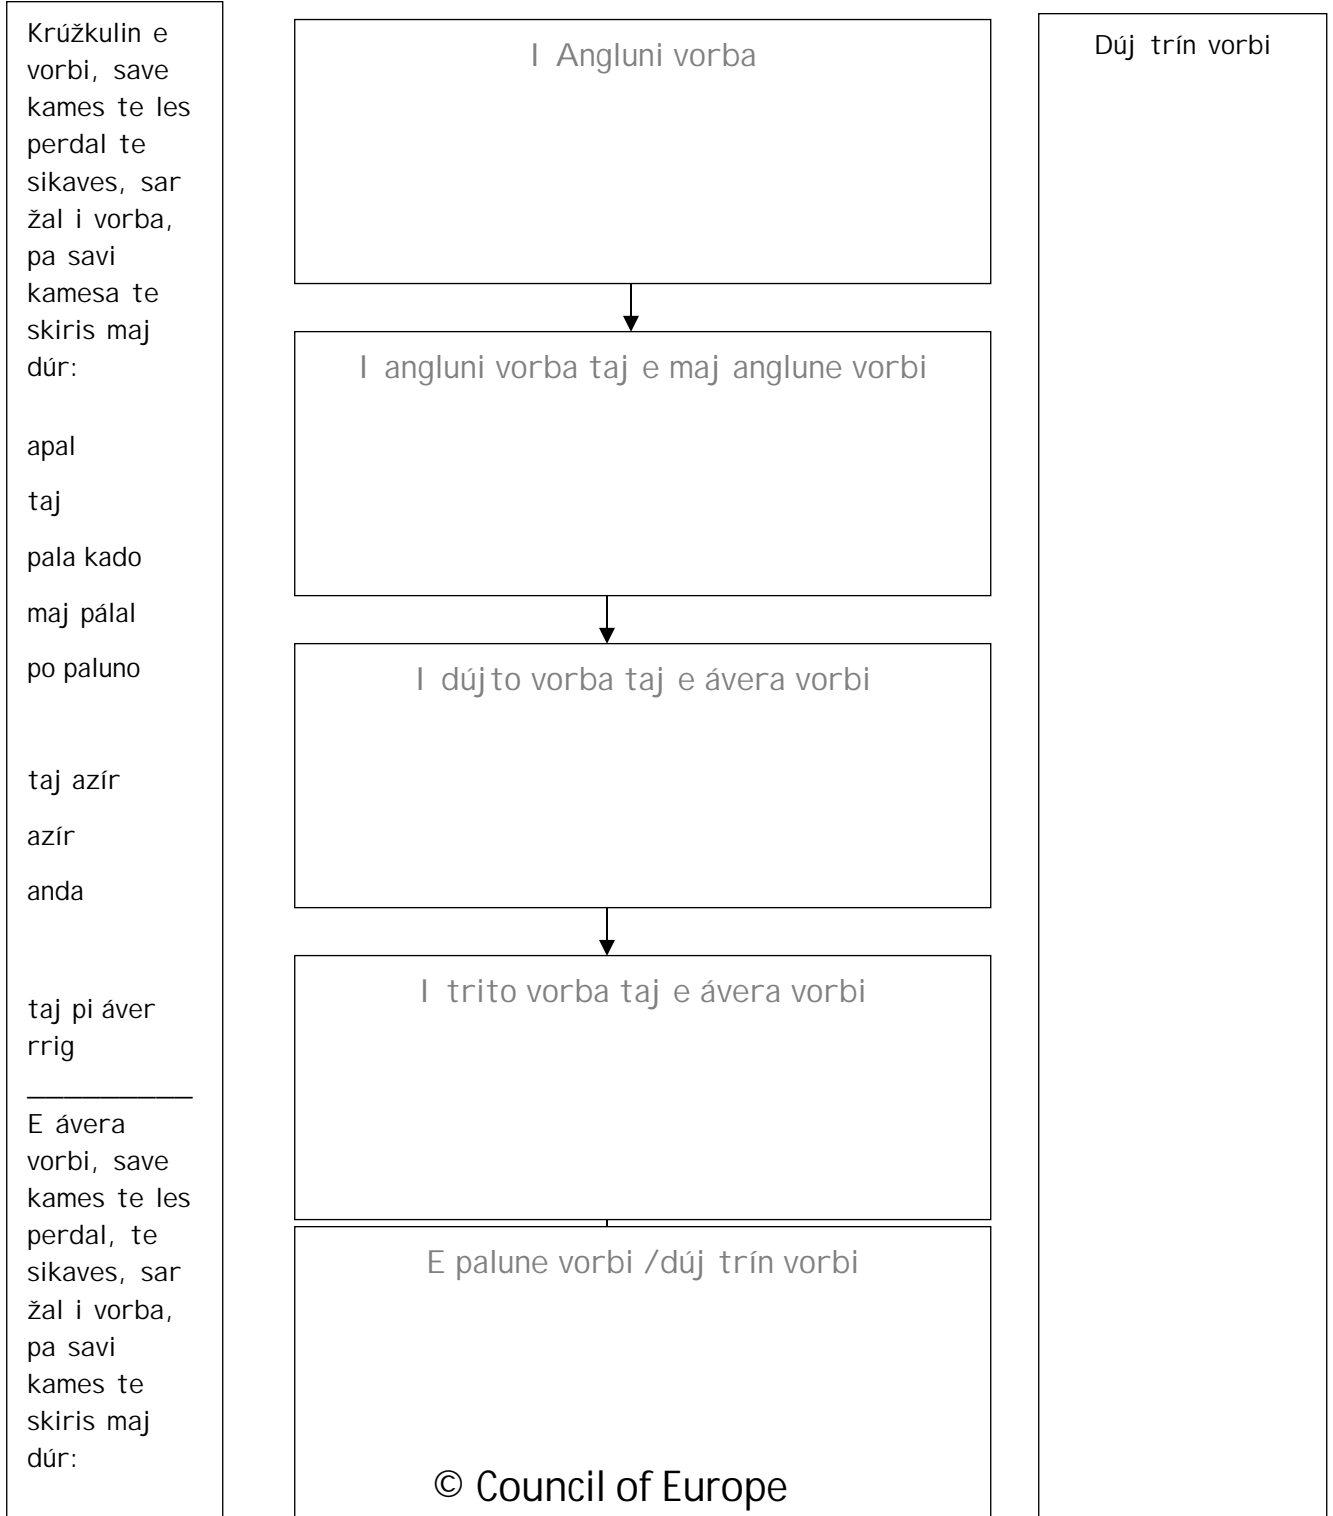 Krúžkulin e
vorbi, save
kames te les
perdal te
sikaves, sar
žal i vorba,
pa savi
kamesa te
skiris maj
dúr:
apal
taj
pala kado
maj pálal
po paluno
taj azír
azír
anda
taj pi áver
rrig
__________
E ávera
vorbi, save
kames te les
perdal, te
sikaves, sar
žal i vorba,
pa savi
kames te
skiris maj
dúr:
I Angluni vorba
I angluni vorba taj e maj anglune vorbi
I dújto vorba taj e ávera vorbi
I trito vorba taj e ávera vorbi
E palune vorbi /dúj trín vorbi
© Council of Europe
Dúj trín vorbi